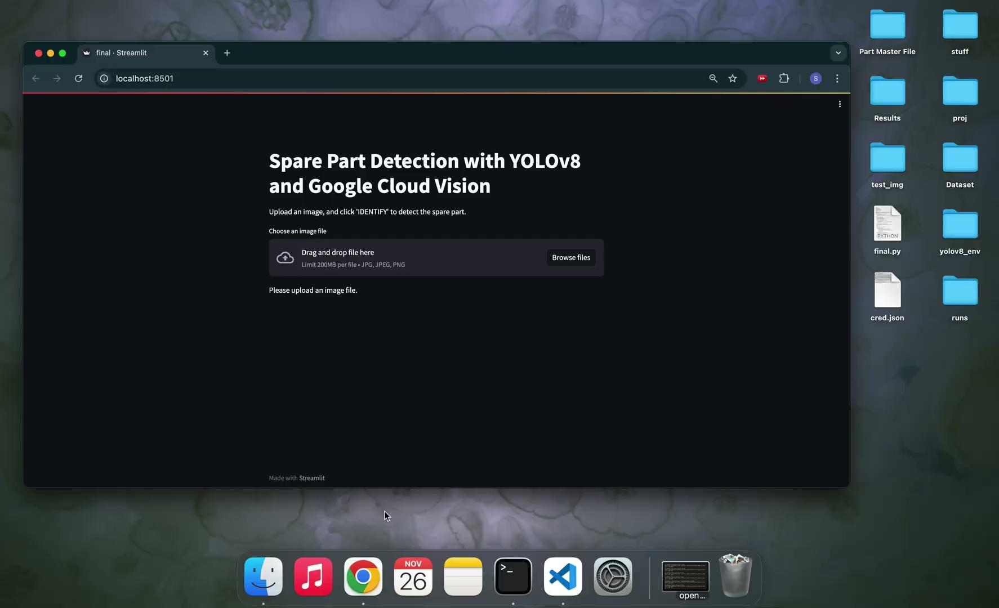 final · Streamlit
localhost:8501
S
Spare Part Detection with YOLOv8
and Google Cloud Vision
Upload an image, and click 'IDENTIFY' to detect the spare part.
Choose an image file
Drag and drop file here
Limit 200MB per file • JPG, JPEG, PNG
Browse files
Please upload an image file.
Made with Streamlit
Part Master File
stuff
Results
proj
test_img
Dataset
PYTHON
final.py
yolov8_env
cred.json
runs
NOV
26
>_
open...